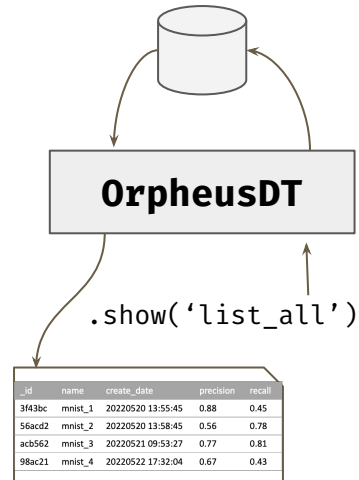 OrpheusDT
.show(‘list_all’)
_id name create_date precision recall
3f43bc mnist_1 20220520 13:55:45 0.88 0.45
56acd2 mnist_2 20220520 13:58:45 0.56 0.78
acb562 mnist_3 20220521 09:53:27 0.77 0.81
98ac21 mnist_4 20220522 17:32:04 0.67 0.43